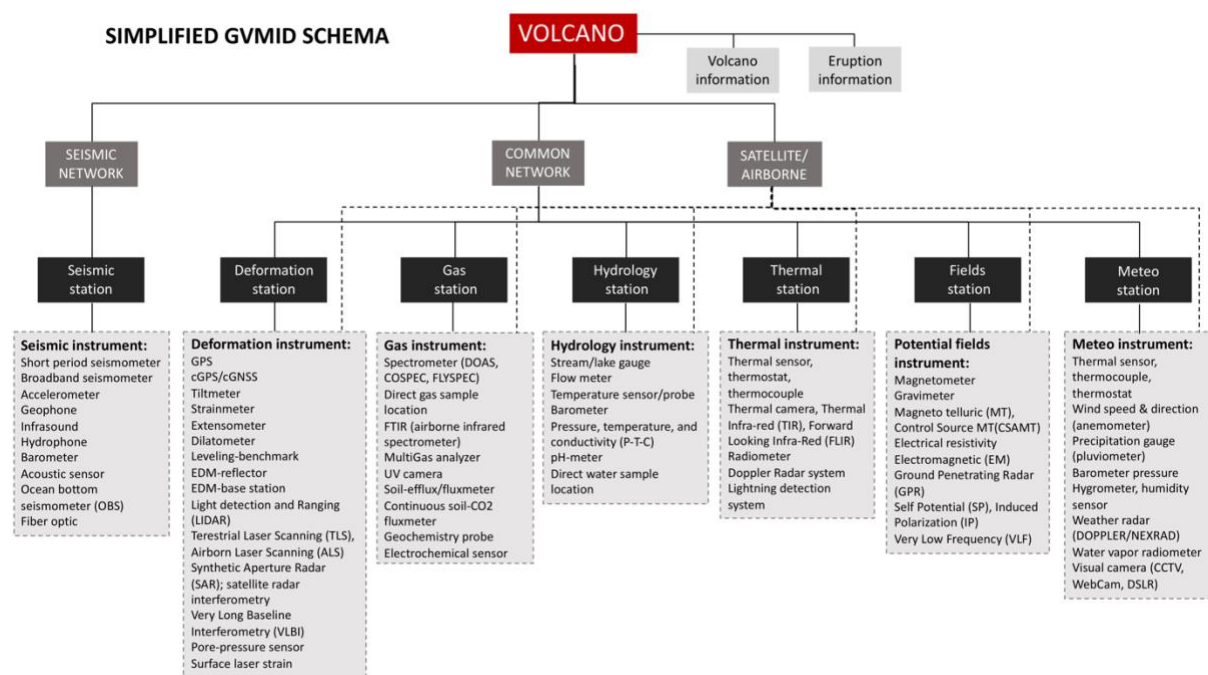 SIMPLIFIED GVMID SCHEMA
VOLCANO
Volcano
information
Eruption
information
SEISMIC
NETWORK
COMMON
NETWORK
SATELLITE/
AIRBORNE
Seismic
station
Deformation
station
Gas
station
Hydrology
station
Thermal
station
Fields
station
Meteo
station
Seismic instrument:
Short period seismometer
Broadband seismometer
Accelerometer
Geophone
Infrasound
Hydrophone
Barometer
Acoustic sensor
Ocean bottom
seismometer (OBS)
Fiber optic
Deformation instrument:
GPS
cGPS/cGNSS
Tiltmeter
Strainmeter
Extensometer
Dilatometer
Leveling-benchmark
EDM-reflector
EDM-base station
Light detection and Ranging
(LIDAR)
Terestrial Laser Scanning (TLS),
Airborn Laser Scanning (ALS)
Synthetic Aperture Radar
(SAR); satellite radar
interferometry
Very Long Baseline
Interferometry (VLBI)
Pore-pressure sensor
Surface laser strain
Gas instrument:
Spectrometer (DOAS,
COSPEC, FLYSPEC)
Direct gas sample
location
FTIR (airborne infrared
spectrometer)
MultiGas analyzer
UV camera
Soil-efflux/fluxmeter
Continuous soil-CO2
fluxmeter
Geochemistry probe
Electrochemical sensor
Hydrology instrument:
Stream/lake gauge
Flow meter
Temperature sensor/probe
Barometer
Pressure, temperature, and
conductivity (P-T-C)
pH-meter
Direct water sample
location
Thermal instrument:
Thermal sensor,
thermostat,
thermocouple
Thermal camera, Thermal
Infra-red (TIR), Forward
Looking Infra-Red (FLIR)
Radiometer
Doppler Radar system
Lightning detection
system
Potential fields
instrument:
Magnetometer
Gravimeter
Magneto telluric (MT),
Control Source MT(CSAMT)
Electrical resistivity
Electromagnetic (EM)
Ground Penetrating Radar
(GPR)
Self Potential (SP), Induced
Polarization (IP)
Very Low Frequency (VLF)
Meteo instrument:
Thermal sensor,
thermocouple,
thermostat
Wind speed & direction
(anemometer)
Precipitation gauge
(pluviometer)
Barometer pressure
Hygrometer, humidity
sensor
Weather radar
(DOPPLER/NEXRAD)
Water vapor radiometer
Visual camera (CCTV,
WebCam, DSLR)